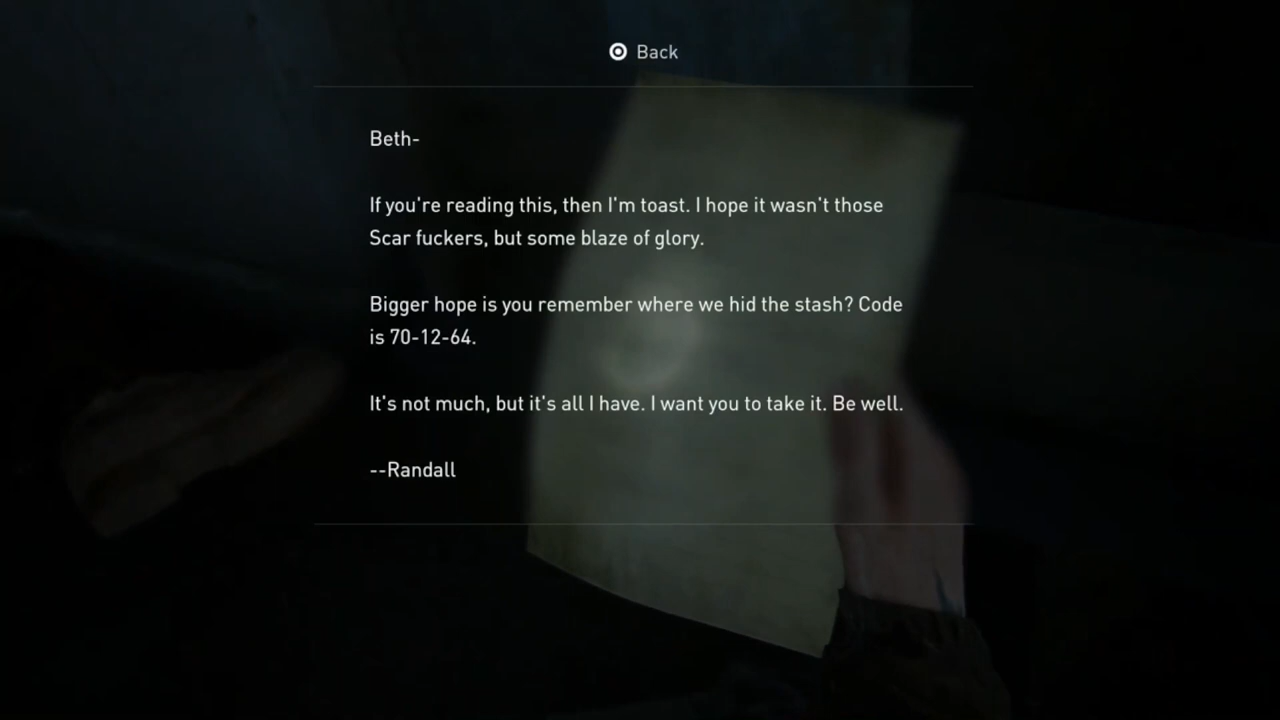 Back
Beth-
If you're reading this, then I'm toast. I hope it wasn't those
Scar fuckers, but some blaze of glory.
Bigger hope is you remember where we hid the stash? Code
is 70-12-64.
It's not much, but it's all I have. I want you to take it. Be well.
--Randall